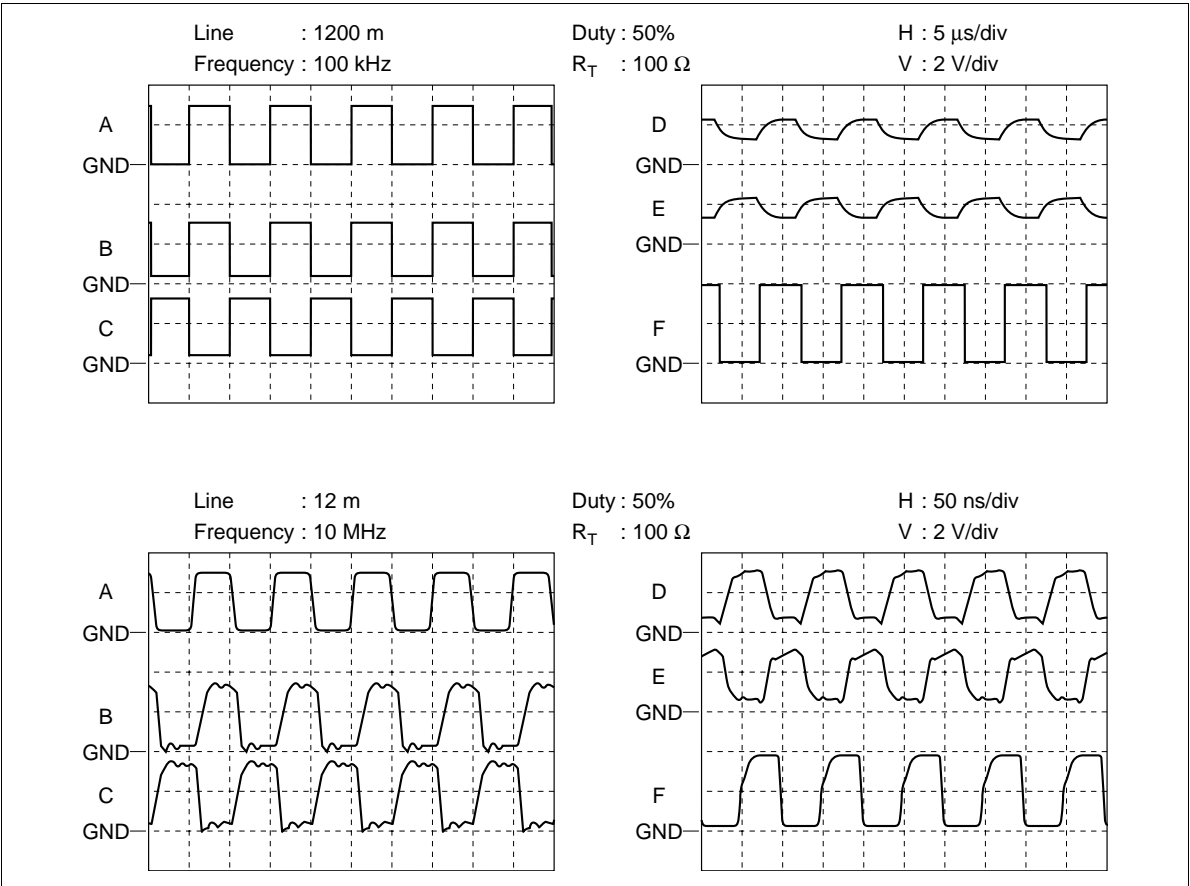 Line : 1200 m Duty : 50% H : 5 μs/div
Frequency : 100 kHz R_T : 100 Ω V : 2 V/div
A
GND
B
GND
C
GND
D
GND
E
GND
F
GND
Line : 12 m Duty : 50% H : 50 ns/div
Frequency : 10 MHz R_T : 100 Ω V : 2 V/div
A
GND
B
GND
C
GND
D
GND
E
GND
F
GND